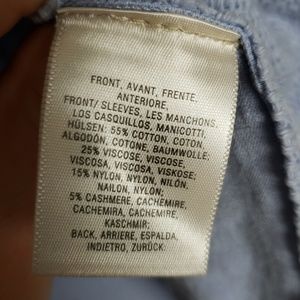 FRONT, AVANT, FRENTE,
ANTERIORE,
FRONT/ SLEEVES, LES MANCHONS,
LOS CASQUILLOS, MANICOTTI,
HÜLSEN: 55% COTTON, COTON,
ALGODÓN, COTONE, BAUMWOLLE;
25% VISCOSE, VISCOSE,
VISCOSA, VISCOSA, VISKOSE;
15% NYLON, NYLON, NILÓN,
NAILON, NYLON;
5% CASHMERE, CACHEMIRE,
CACHEMIRA, CACHEMIRE,
KASCHMIR;
BACK, ARRIERE, ESPALDA,
INDIETRO, ZURÜCK: